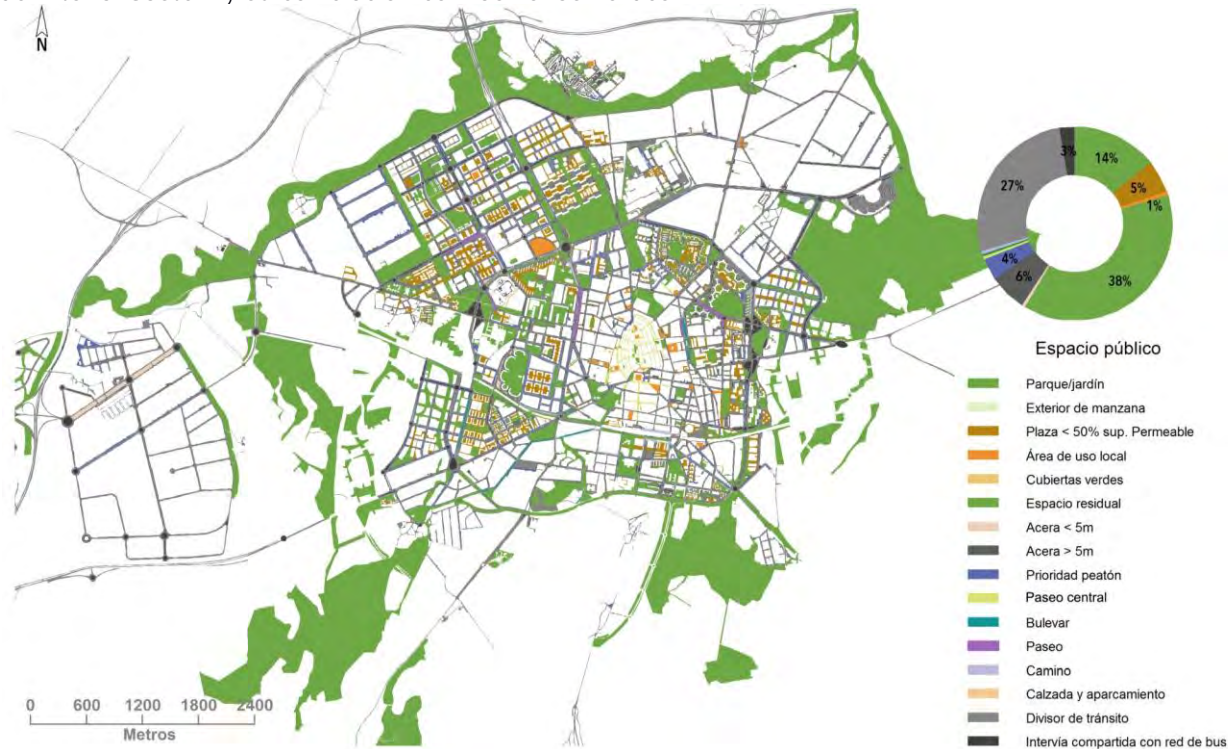 N
3%
14%
27%
5%
1%
4%
6%
38%
Espacio público
Parque/jardín
Exterior de manzana
Plaza < 50% sup. Permeable
Área de uso local
Cubiertas verdes
Espacio residual
Acera < 5m
Acera > 5m
Prioridad peatón
Paseo central
Bulevar
Paseo
Camino
Calzada y aparcamiento
Divisor de tránsito
Intervía compartida con red de bus
0 600 1200 1800 2400
Metros